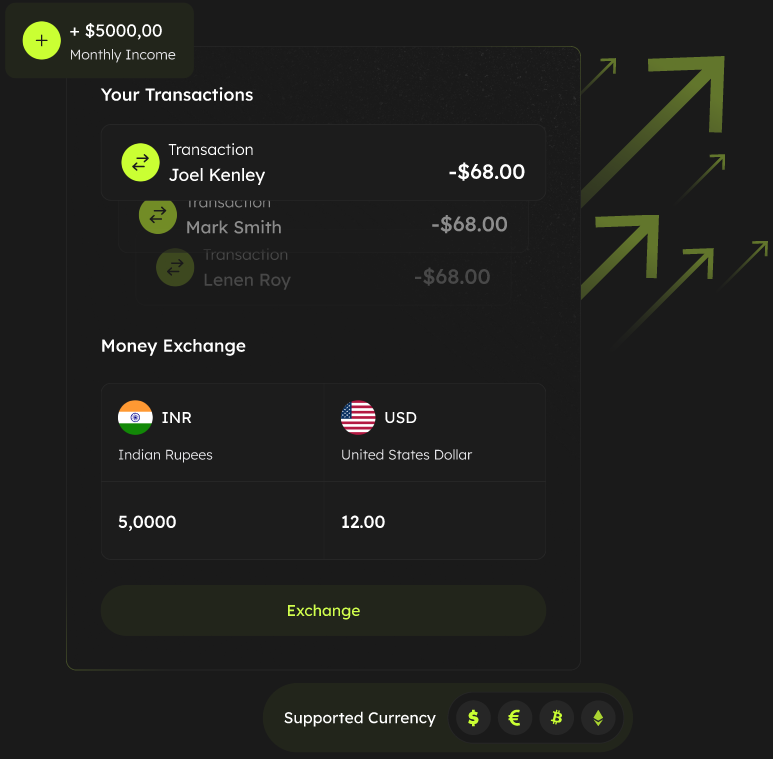 + $5000,00
Monthly Income
Your Transactions
Transaction
Joel Kenley
-$68.00
Transaction
Mark Smith
-$68.00
Transaction
Lenen Roy
-$68.00
Money Exchange
INR
USD
Indian Rupees
United States Dollar
5,0000
12.00
Exchange
Supported Currency $ € ₿